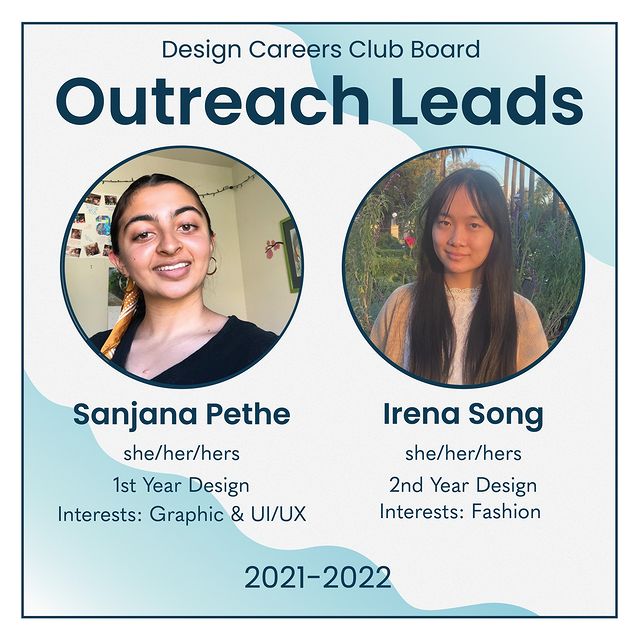 Design Careers Club Board
Outreach Leads
Sanjana Pethe
she/her/hers
1st Year Design
Interests: Graphic & UI/UX
Irena Song
she/her/hers
2nd Year Design
Interests: Fashion
2021-2022